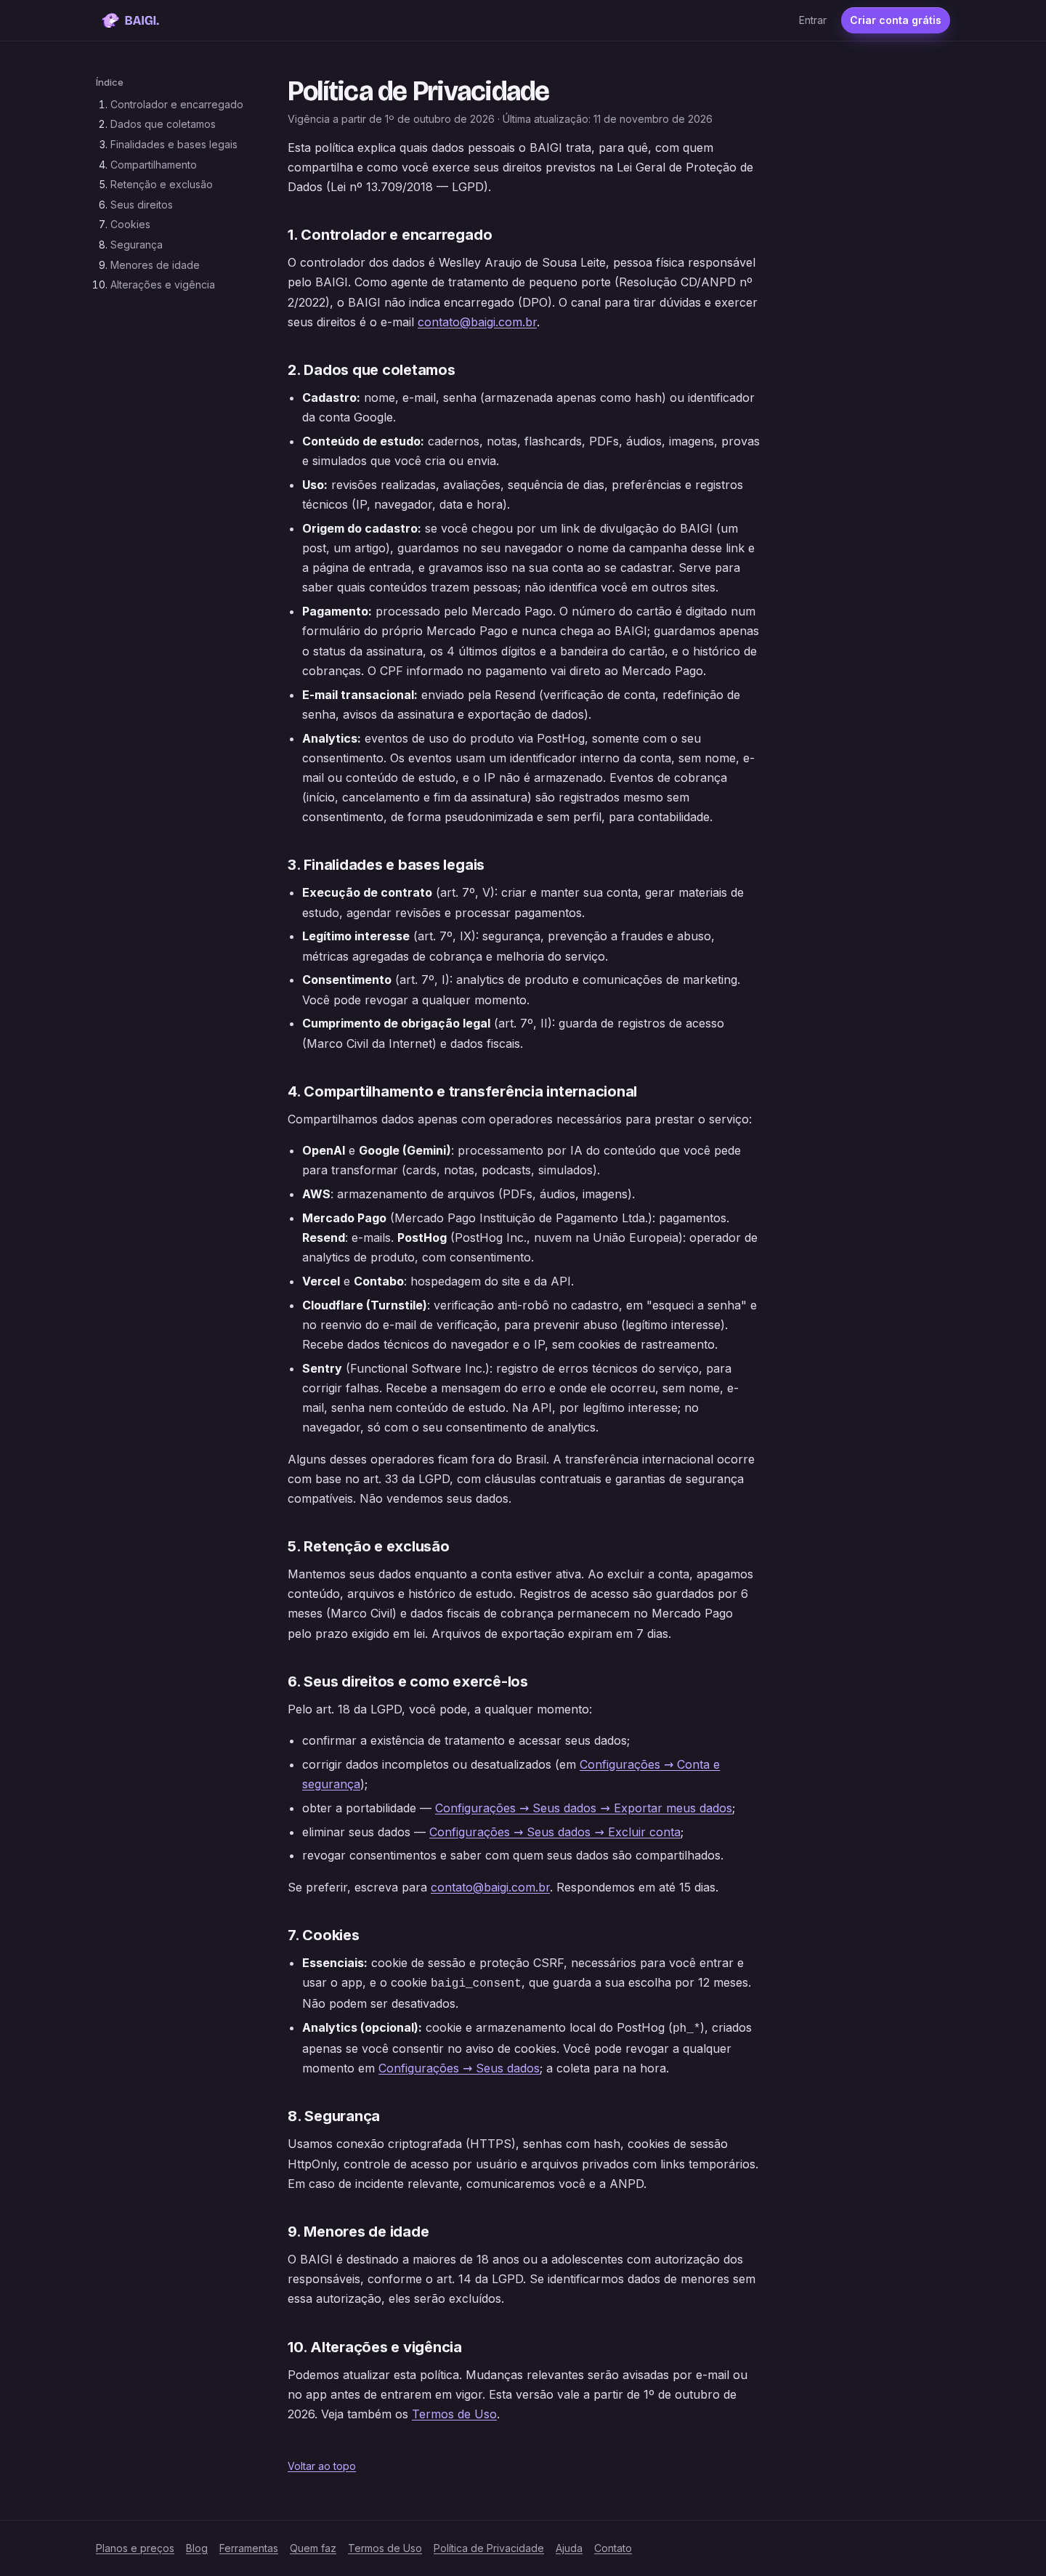 BAIGI.
Entrar
Criar conta grátis
Índice
1. Controlador e encarregado
2. Dados que coletamos
3. Finalidades e bases legais
4. Compartilhamento
5. Retenção e exclusão
6. Seus direitos
7. Cookies
8. Segurança
9. Menores de idade
10. Alterações e vigência
Política de Privacidade
Vigência a partir de 1º de outubro de 2026 · Última atualização: 11 de novembro de 2026
Esta política explica quais dados pessoais o BAIGI trata, para quê, com quem
compartilha e como você exerce seus direitos previstos na Lei Geral de Proteção de
Dados (Lei nº 13.709/2018 — LGPD).
1. Controlador e encarregado
O controlador dos dados é Weslley Araujo de Sousa Leite, pessoa física responsável
pelo BAIGI. Como agente de tratamento de pequeno porte (Resolução CD/ANPD nº
2/2022), o BAIGI não indica encarregado (DPO). O canal para tirar dúvidas e exercer
seus direitos é o e-mail contato@baigi.com.br.
2. Dados que coletamos
• Cadastro: nome, e-mail, senha (armazenada apenas como hash) ou identificador
da conta Google.
• Conteúdo de estudo: cadernos, notas, flashcards, PDFs, áudios, imagens, provas
e simulados que você cria ou envia.
• Uso: revisões realizadas, avaliações, sequência de dias, preferências e registros
técnicos (IP, navegador, data e hora).
• Origem do cadastro: se você chegou por um link de divulgação do BAIGI (um
post, um artigo), guardamos no seu navegador o nome da campanha desse link e
a página de entrada, e gravamos isso na sua conta ao se cadastrar. Serve para
saber quais conteúdos trazem pessoas; não identifica você em outros sites.
• Pagamento: processado pelo Mercado Pago. O número do cartão é digitado num
formulário do próprio Mercado Pago e nunca chega ao BAIGI; guardamos apenas
o status da assinatura, os 4 últimos dígitos e a bandeira do cartão, e o histórico de
cobranças. O CPF informado no pagamento vai direto ao Mercado Pago.
• E-mail transacional: enviado pela Resend (verificação de conta, redefinição de
senha, avisos da assinatura e exportação de dados).
• Analytics: eventos de uso do produto via PostHog, somente com o seu
consentimento. Os eventos usam um identificador interno da conta, sem nome, e-
mail ou conteúdo de estudo, e o IP não é armazenado. Eventos de cobrança
(início, cancelamento e fim da assinatura) são registrados mesmo sem
consentimento, de forma pseudonimizada e sem perfil, para contabilidade.
3. Finalidades e bases legais
• Execução de contrato (art. 7º, V): criar e manter sua conta, gerar materiais de
estudo, agendar revisões e processar pagamentos.
• Legítimo interesse (art. 7º, IX): segurança, prevenção a fraudes e abuso,
métricas agregadas de cobrança e melhoria do serviço.
• Consentimento (art. 7º, I): analytics de produto e comunicações de marketing.
Você pode revogar a qualquer momento.
• Cumprimento de obrigação legal (art. 7º, II): guarda de registros de acesso
(Marco Civil da Internet) e dados fiscais.
4. Compartilhamento e transferência internacional
Compartilhamos dados apenas com operadores necessários para prestar o serviço:
• OpenAI e Google (Gemini): processamento por IA do conteúdo que você pede
para transformar (cards, notas, podcasts, simulados).
• AWS: armazenamento de arquivos (PDFs, áudios, imagens).
• Mercado Pago (Mercado Pago Instituição de Pagamento Ltda.): pagamentos.
Resend: e-mails. PostHog (PostHog Inc., nuvem na União Europeia): operador de
analytics de produto, com consentimento.
• Vercel e Contabo: hospedagem do site e da API.
• Cloudflare (Turnstile): verificação anti-robô no cadastro, em "esqueci a senha" e
no reenvio do e-mail de verificação, para prevenir abuso (legítimo interesse).
Recebe dados técnicos do navegador e o IP, sem cookies de rastreamento.
• Sentry (Functional Software Inc.): registro de erros técnicos do serviço, para
corrigir falhas. Recebe a mensagem do erro e onde ele ocorreu, sem nome, e-
mail, senha nem conteúdo de estudo. Na API, por legítimo interesse; no
navegador, só com o seu consentimento de analytics.
Alguns desses operadores ficam fora do Brasil. A transferência internacional ocorre
com base no art. 33 da LGPD, com cláusulas contratuais e garantias de segurança
compatíveis. Não vendemos seus dados.
5. Retenção e exclusão
Mantemos seus dados enquanto a conta estiver ativa. Ao excluir a conta, apagamos
conteúdo, arquivos e histórico de estudo. Registros de acesso são guardados por 6
meses (Marco Civil) e dados fiscais de cobrança permanecem no Mercado Pago
pelo prazo exigido em lei. Arquivos de exportação expiram em 7 dias.
6. Seus direitos e como exercê-los
Pelo art. 18 da LGPD, você pode, a qualquer momento:
• confirmar a existência de tratamento e acessar seus dados;
• corrigir dados incompletos ou desatualizados (em Configurações → Conta e
segurança);
• obter a portabilidade — Configurações → Seus dados → Exportar meus dados;
• eliminar seus dados — Configurações → Seus dados → Excluir conta;
• revogar consentimentos e saber com quem seus dados são compartilhados.
Se preferir, escreva para contato@baigi.com.br. Respondemos em até 15 dias.
7. Cookies
• Essenciais: cookie de sessão e proteção CSRF, necessários para você entrar e
usar o app, e o cookie baigi_consent, que guarda a sua escolha por 12 meses.
Não podem ser desativados.
• Analytics (opcional): cookie e armazenamento local do PostHog (ph_*), criados
apenas se você consentir no aviso de cookies. Você pode revogar a qualquer
momento em Configurações → Seus dados; a coleta para na hora.
8. Segurança
Usamos conexão criptografada (HTTPS), senhas com hash, cookies de sessão
HttpOnly, controle de acesso por usuário e arquivos privados com links temporários.
Em caso de incidente relevante, comunicaremos você e a ANPD.
9. Menores de idade
O BAIGI é destinado a maiores de 18 anos ou a adolescentes com autorização dos
responsáveis, conforme o art. 14 da LGPD. Se identificarmos dados de menores sem
essa autorização, eles serão excluídos.
10. Alterações e vigência
Podemos atualizar esta política. Mudanças relevantes serão avisadas por e-mail ou
no app antes de entrarem em vigor. Esta versão vale a partir de 1º de outubro de
2026. Veja também os Termos de Uso.
Voltar ao topo
Planos e preços
Blog
Ferramentas
Quem faz
Termos de Uso
Política de Privacidade
Ajuda
Contato